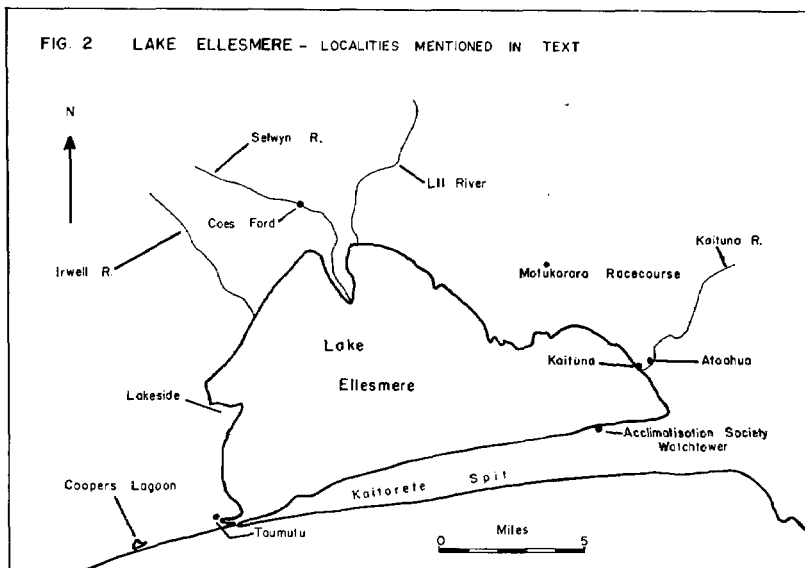 FIG. 2 LAKE ELLESMERE - LOCALITIES MENTIONED IN TEXT
N
Selwyn R.
LII River
Coes Ford
Kaituna R.
Irwell R.
Motukarara Racecourse
Lake
Kaituna
Ataahua
Ellesmere
Lakeside
Acclimatisation Society
Watchtower
Kaitorete Spit
Coopers Lagoon
Taumutu
Miles
0 5